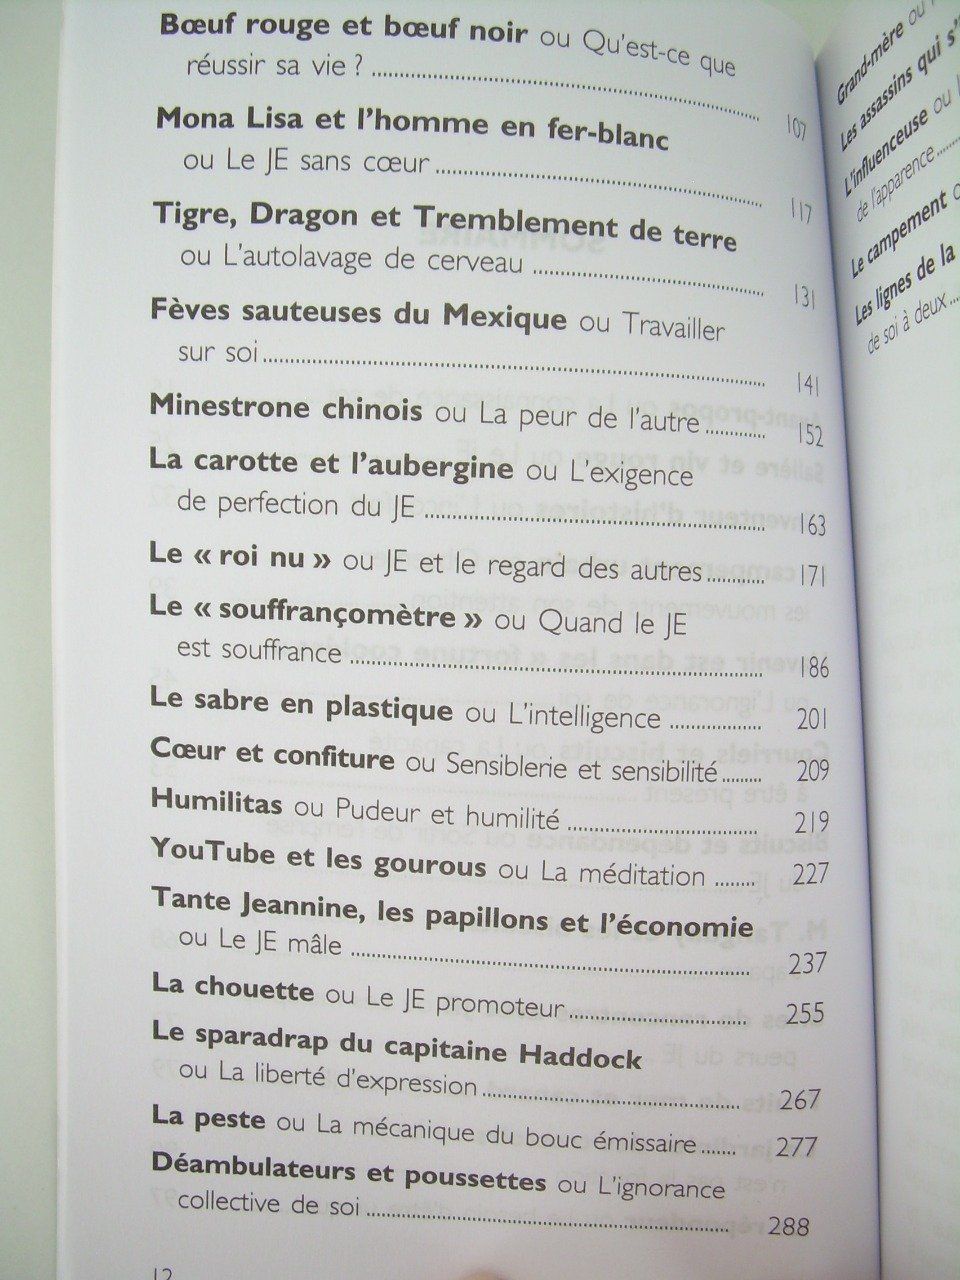 Bœuf rouge et bœuf noir ou Qu'est-ce que
réussir sa vie ? 107
Mona Lisa et l'homme en fer-blanc
ou Le JE sans cœur 117
Tigre, Dragon et Tremblement de terre
ou L'autolavage de cerveau 131
Fèves sauteuses du Mexique ou Travailler
sur soi 141
Minestrone chinois ou La peur de l'autre 152
La carotte et l'aubergine ou L'exigence
de perfection du JE 163
Le « roi nu » ou JE et le regard des autres 171
Le « souffrançomètre » ou Quand le JE
est souffrance 186
Le sabre en plastique ou L'intelligence 201
Cœur et confiture ou Sensiblerie et sensibilité 209
Humilitas ou Pudeur et humilité 219
YouTube et les gourous ou La méditation 227
Tante Jeannine, les papillons et l'économie
ou Le JE mâle 237
La chouette ou Le JE promoteur 255
Le sparadrap du capitaine Haddock
ou La liberté d'expression 267
La peste ou La mécanique du bouc émissaire 277
Déambulateurs et poussettes ou L'ignorance
collective de soi 288
12
Grand-mère ou
Les assassins qui s'
L'influenceuse ou
de l'apparence
Le campement
Les lignes de la
de soi à deux